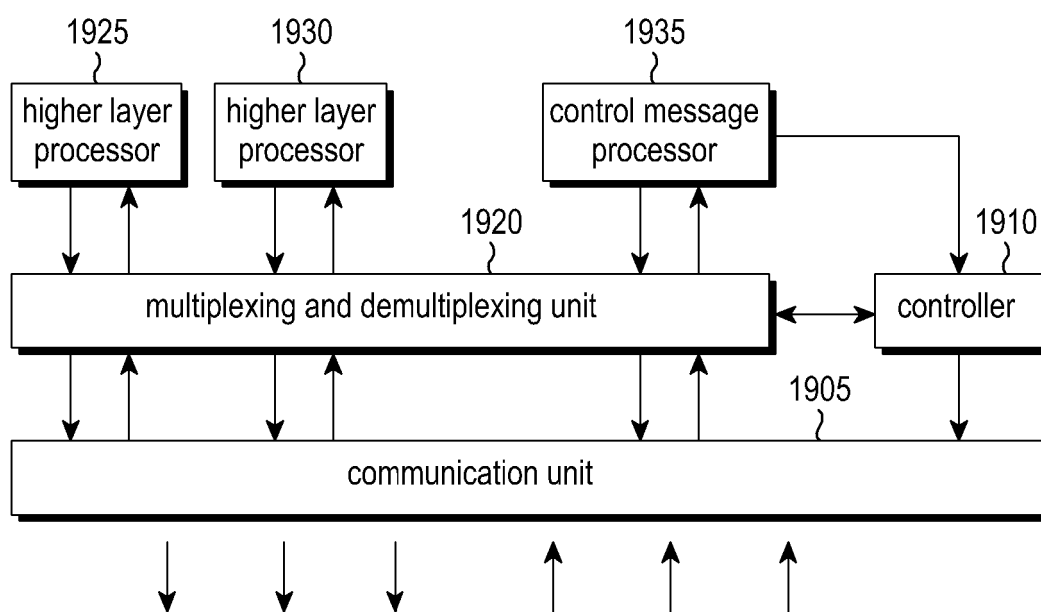 1925
1930
1935
higher layer
processor
higher layer
processor
control message
processor
1920
1910
multiplexing and demultiplexing unit
controller
1905
communication unit